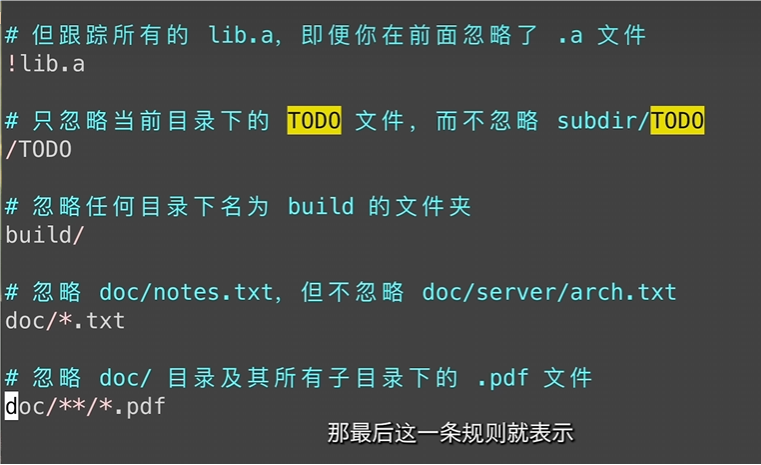 # 但跟踪所有的 lib.a, 即便你在前面忽略了 .a 文件
!lib.a
# 只忽略当前目录下的 TODO 文件, 而不忽略 subdir/TODO
/TODO
# 忽略任何目录下名为 build 的文件夹
build/
# 忽略 doc/notes.txt, 但不忽略 doc/server/arch.txt
doc/*.txt
# 忽略 doc/ 目录及其所有子目录下的 .pdf 文件
doc/**/*.pdf
那最后这一条规则就表示